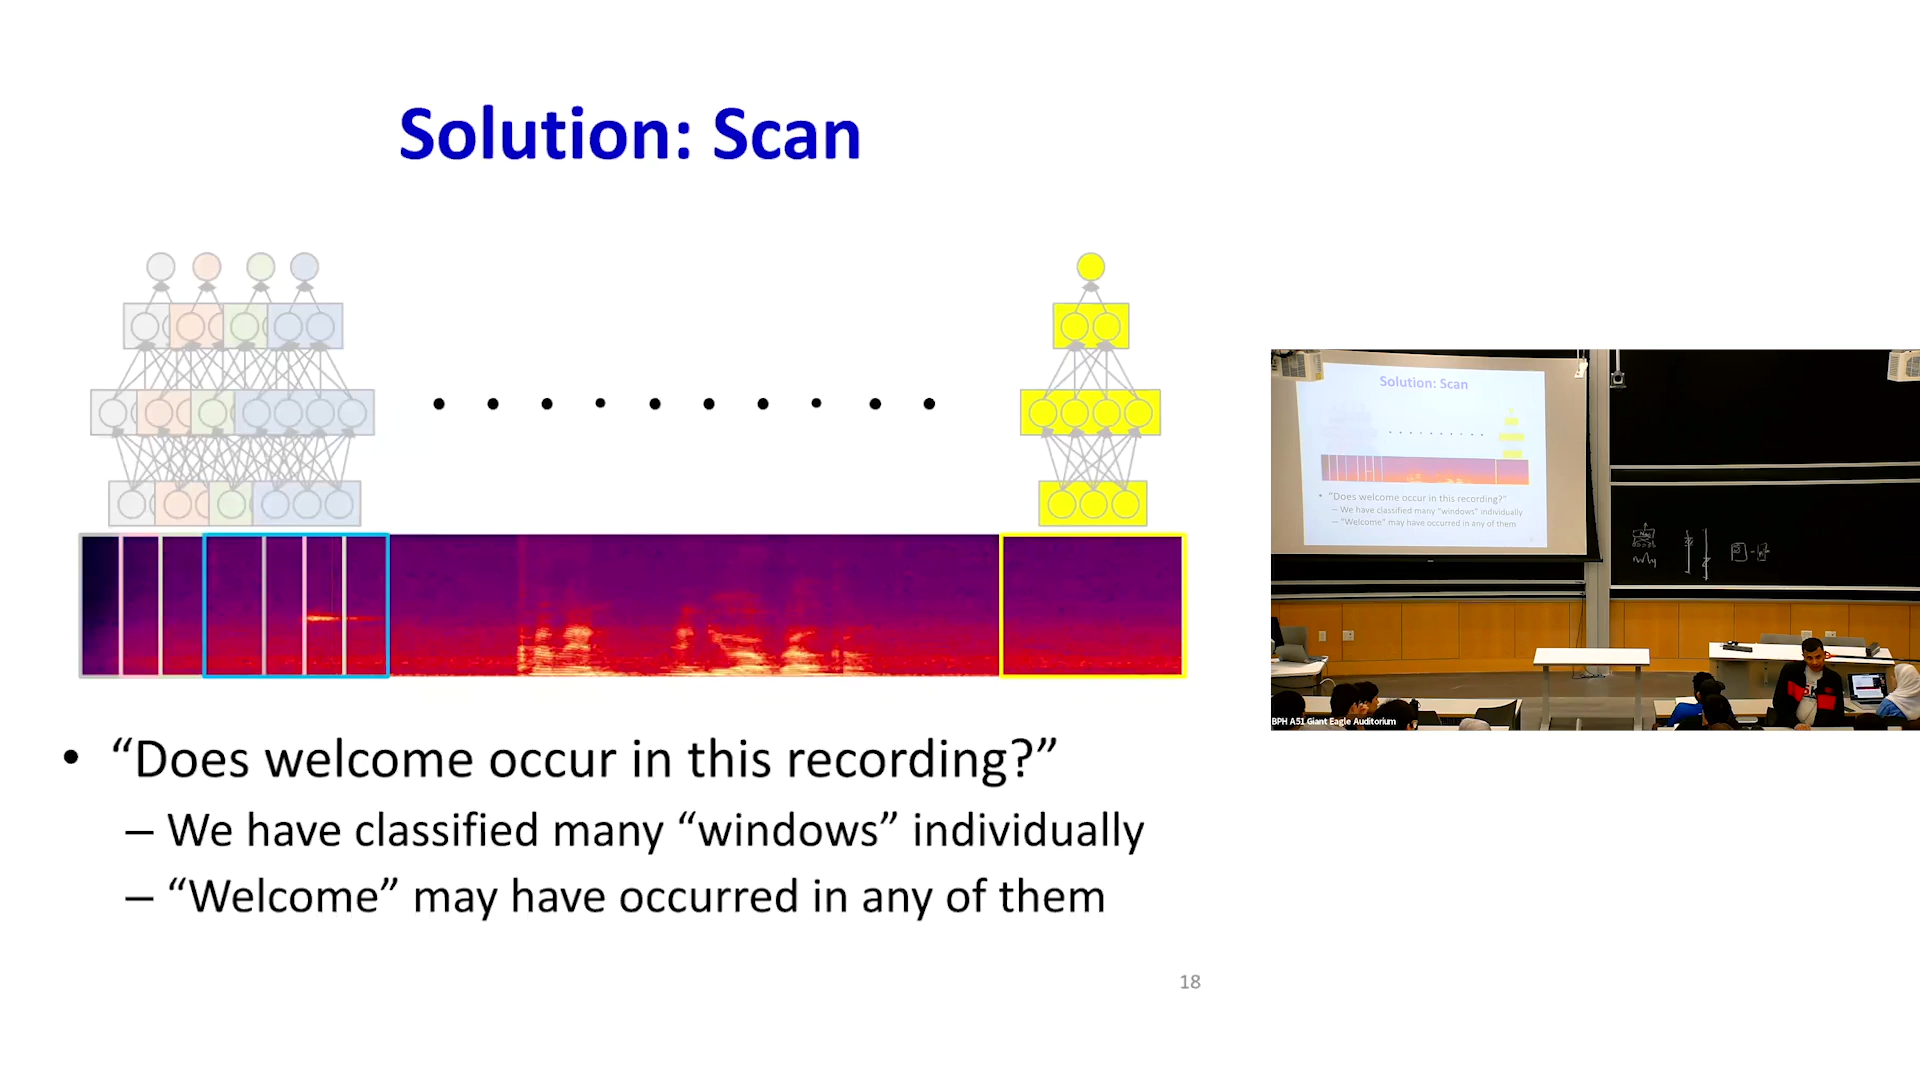 Solution: Scan
• “Does welcome occur in this recording?”
– We have classified many “windows” individually
– “Welcome” may have occurred in any of them
18
Solution: Scan
• “Does welcome occur in this recording?”
– We have classified many “windows” individually
– “Welcome” may have occurred in any of them
BPH A51 Giant Eagle Auditorium